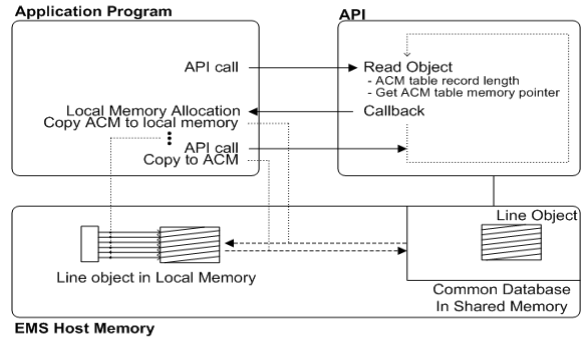 Application Program
API call
Local Memory Allocation
Copy ACM to local memory
API call
Copy to ACM
API
Read Object
- ACM table record length
- Get ACM table memory pointer
Callback
Line object in Local Memory
Line Object
Common Database
In Shared Memory
EMS Host Memory